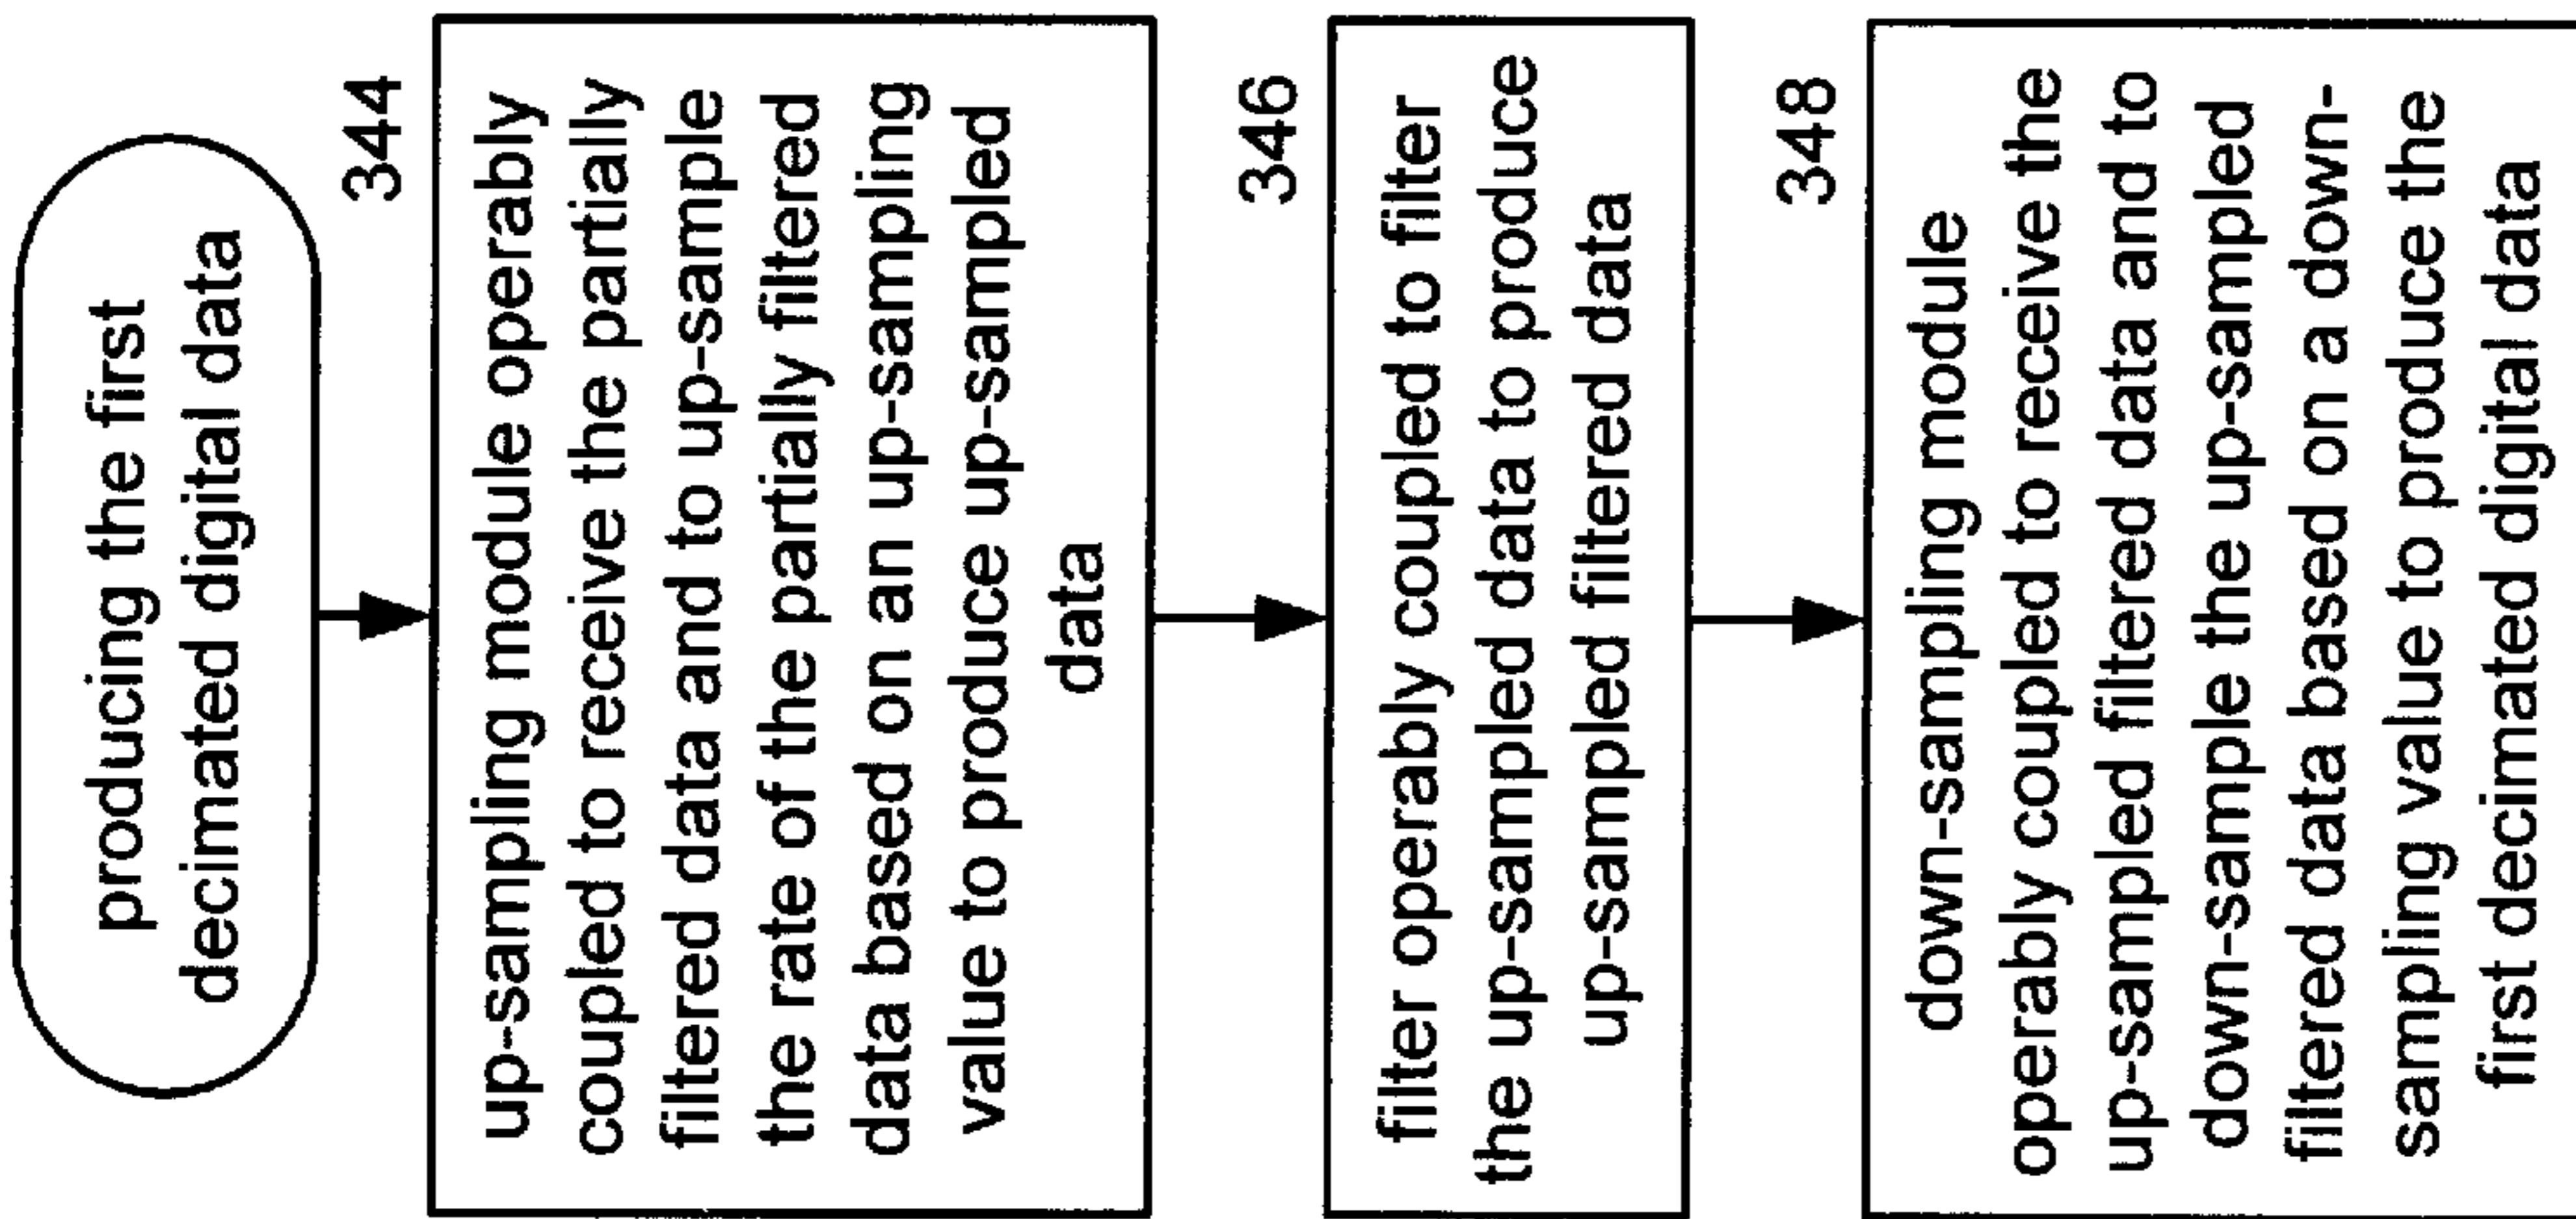 producing the first
decimated digital data
344
up-sampling module operably
coupled to receive the partially
filtered data and to up-sample
the rate of the partially filtered
data based on an up-sampling
value to produce up-sampled
data
346
filter operably coupled to filter
the up-sampled data to produce
up-sampled filtered data
348
down-sampling module
operably coupled to receive the
up-sampled filtered data and to
down-sample the up-sampled
filtered data based on a down-
sampling value to produce the
first decimated digital data